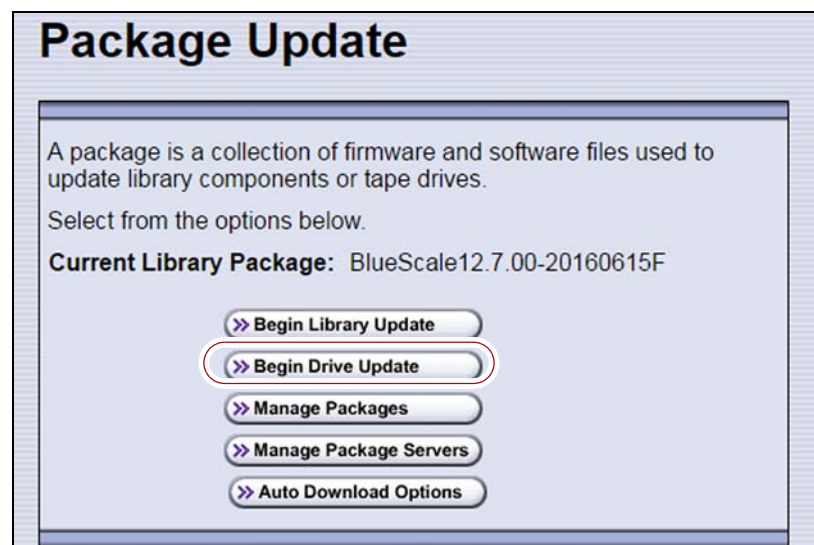 Package Update
A package is a collection of firmware and software files used to
update library components or tape drives.
Select from the options below.
Current Library Package: BlueScale12.7.00-20160615F
Begin Library Update
Begin Drive Update
Manage Packages
Manage Package Servers
Auto Download Options